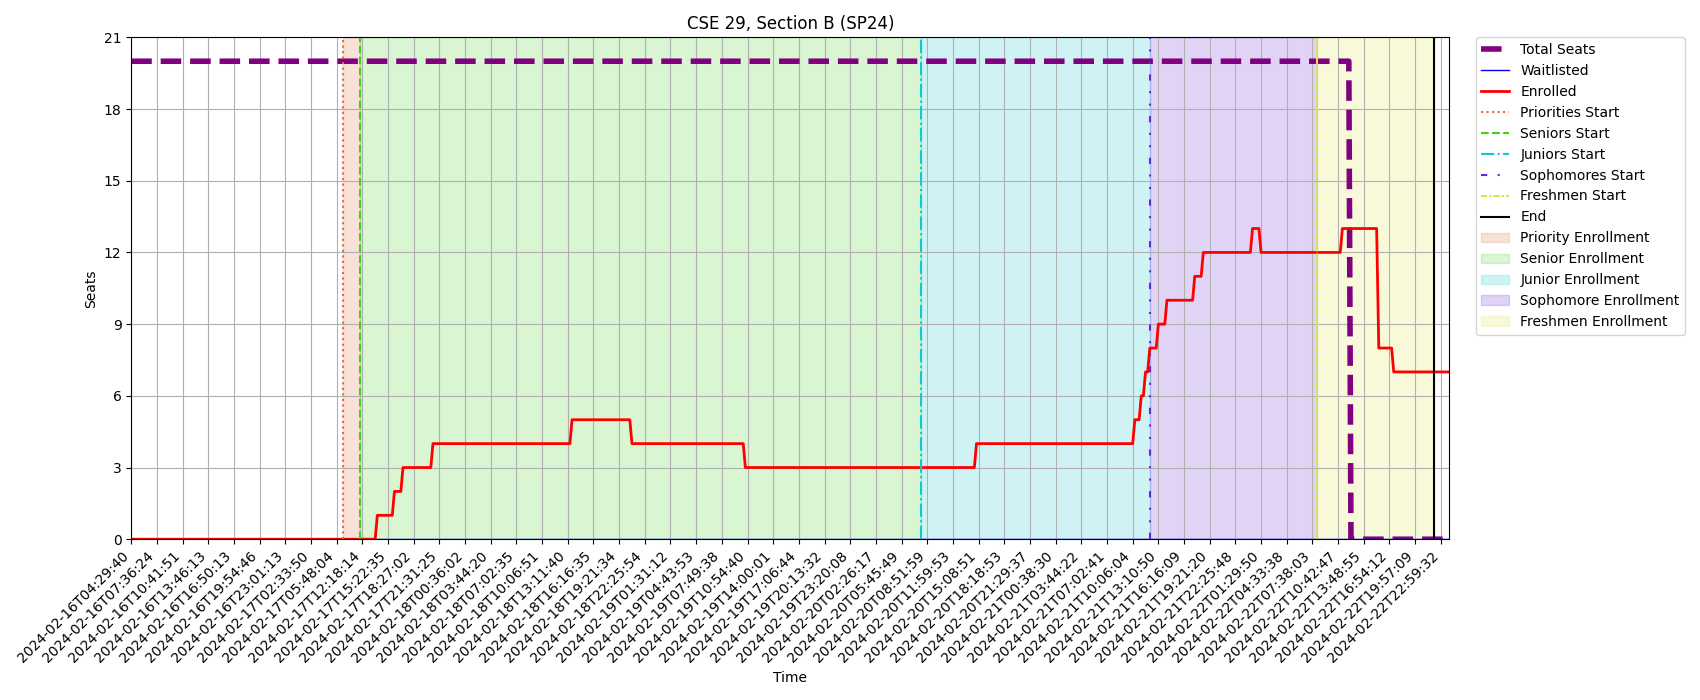 CSE 29, Section B (SP24)
21
18
15
12
9
6
3
0
Seats
2024-02-16T04:29:40
2024-02-16T07:36:24
2024-02-16T10:41:51
2024-02-16T13:46:13
2024-02-16T16:50:13
2024-02-16T19:54:46
2024-02-16T23:01:13
2024-02-17T02:33:50
2024-02-17T05:48:04
2024-02-17T12:18:14
2024-02-17T15:22:35
2024-02-17T18:27:02
2024-02-17T21:31:25
2024-02-18T00:36:02
2024-02-18T03:44:20
2024-02-18T07:02:35
2024-02-18T10:06:51
2024-02-18T13:11:40
2024-02-18T16:16:35
2024-02-18T19:21:34
2024-02-18T22:25:54
2024-02-19T01:31:12
2024-02-19T04:43:53
2024-02-19T07:49:38
2024-02-19T10:54:40
2024-02-19T14:00:01
2024-02-19T17:06:44
2024-02-19T20:13:32
2024-02-19T23:20:08
2024-02-20T02:26:17
2024-02-20T05:45:49
2024-02-20T08:51:59
2024-02-20T11:59:53
2024-02-20T15:08:51
2024-02-20T18:18:53
2024-02-20T21:29:37
2024-02-21T00:38:30
2024-02-21T03:44:22
2024-02-21T07:02:41
2024-02-21T10:06:04
2024-02-21T13:10:50
2024-02-21T16:16:09
2024-02-21T19:21:20
2024-02-21T22:25:48
2024-02-22T01:29:50
2024-02-22T04:33:38
2024-02-22T07:38:03
2024-02-22T10:42:47
2024-02-22T13:48:55
2024-02-22T16:54:12
2024-02-22T19:57:09
2024-02-22T22:59:32
Time
Total Seats
Waitlisted
Enrolled
Priorities Start
Seniors Start
Juniors Start
Sophomores Start
Freshmen Start
End
Priority Enrollment
Senior Enrollment
Junior Enrollment
Sophomore Enrollment
Freshmen Enrollment